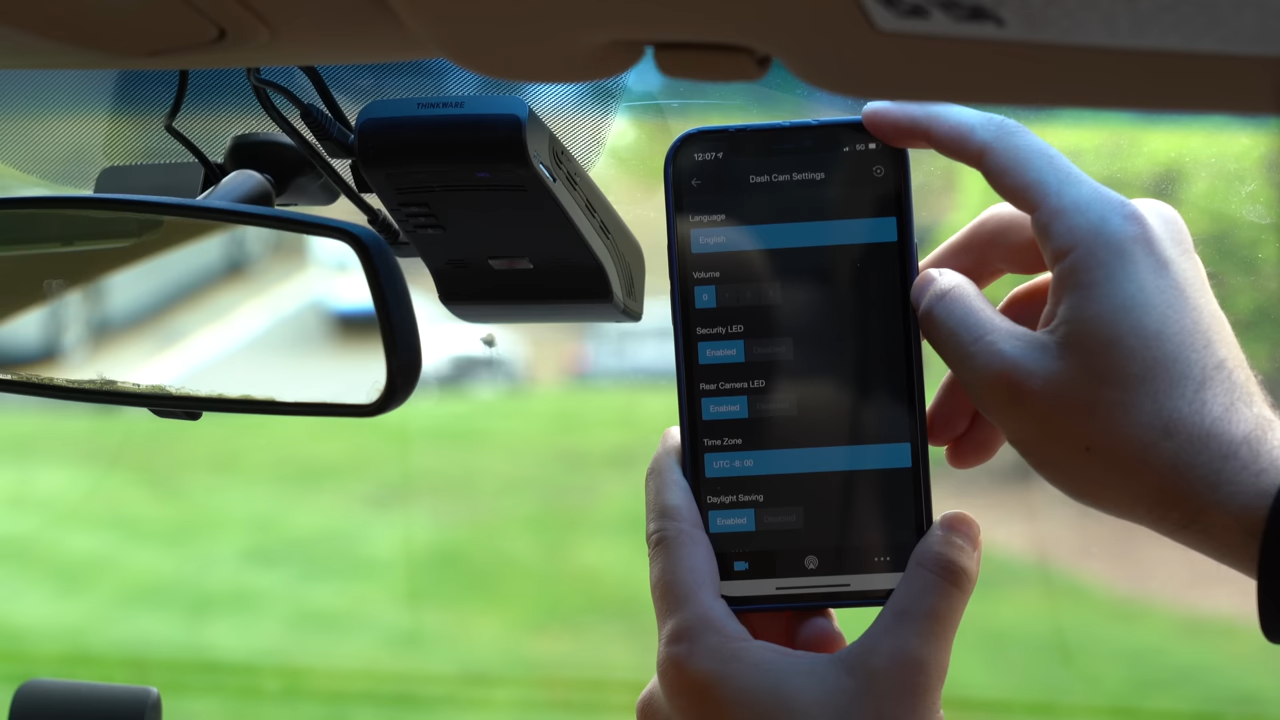 THINKWARE
12:07
5G
Dash Cam Settings
Language
English
Volume
0
Security LED
Enabled Disabled
Rear Camera LED
Enabled Disabled
Time Zone
UTC -8: 00
Daylight Saving
Enabled Disabled